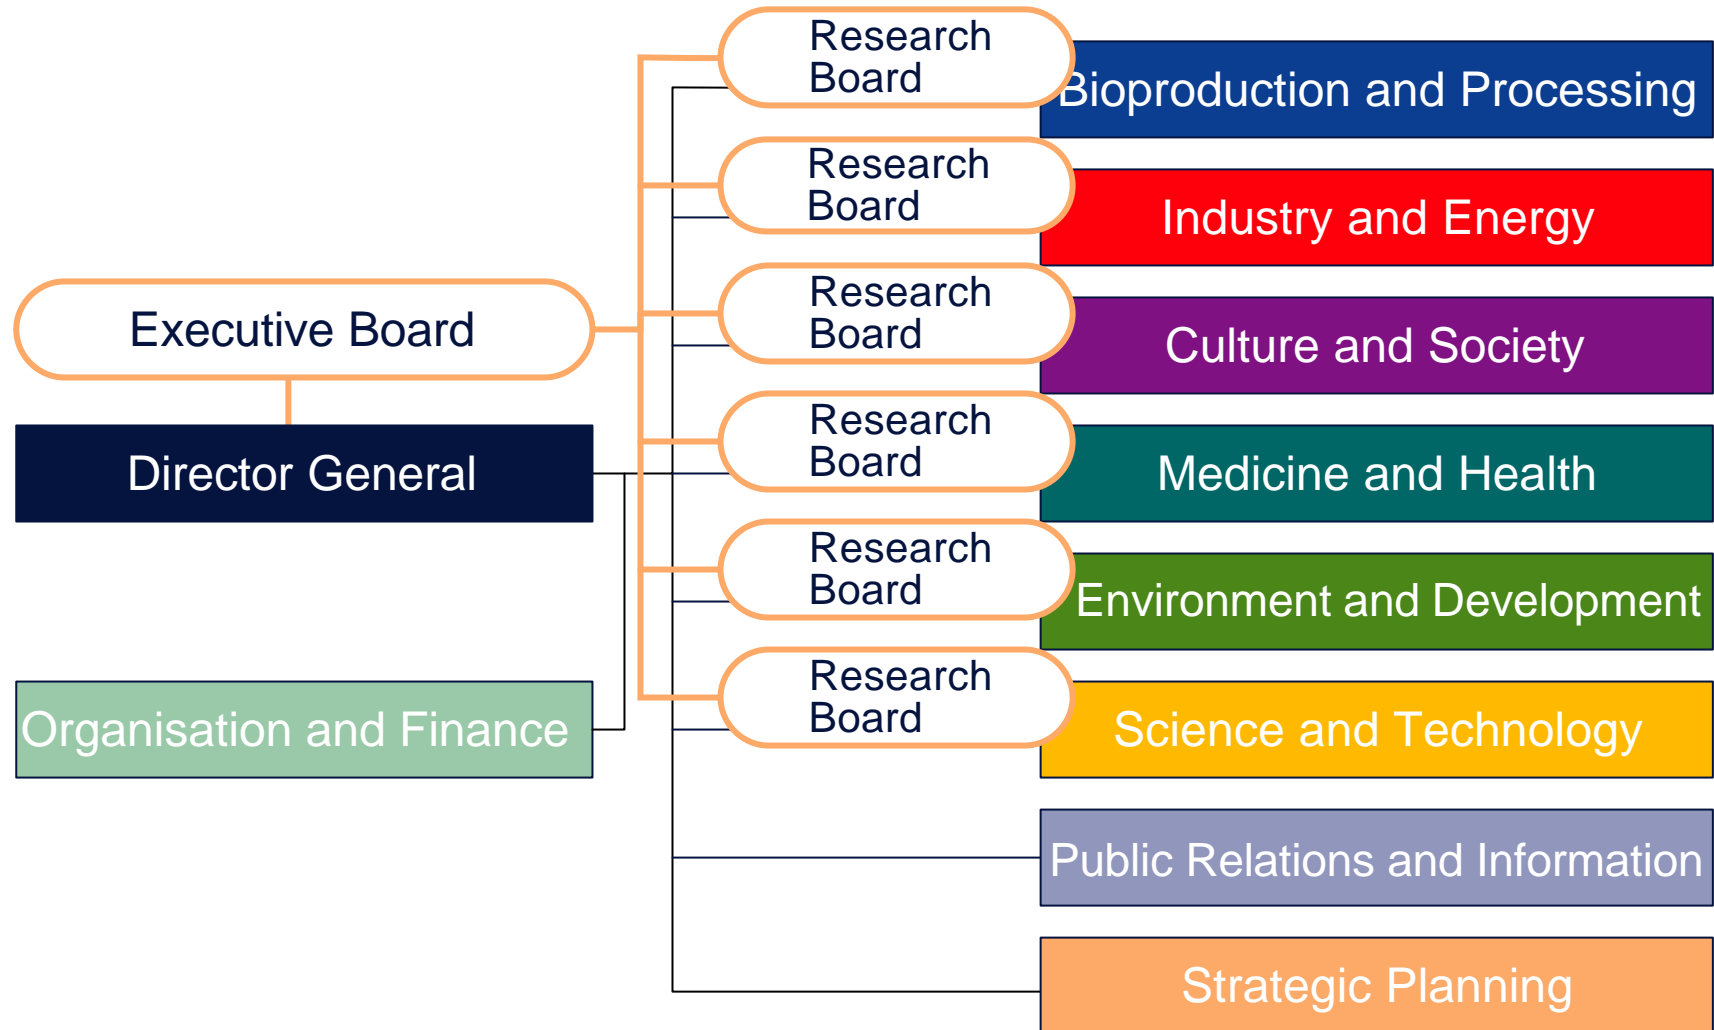 Research
Board
Bioproduction and Processing
Research
Board
Industry and Energy
Research
Board
Executive Board
Culture and Society
Research
Board
Director General
Medicine and Health
Research
Board
Environment and Development
Research
Board
Organisation and Finance
Science and Technology
Public Relations and Information
Strategic Planning